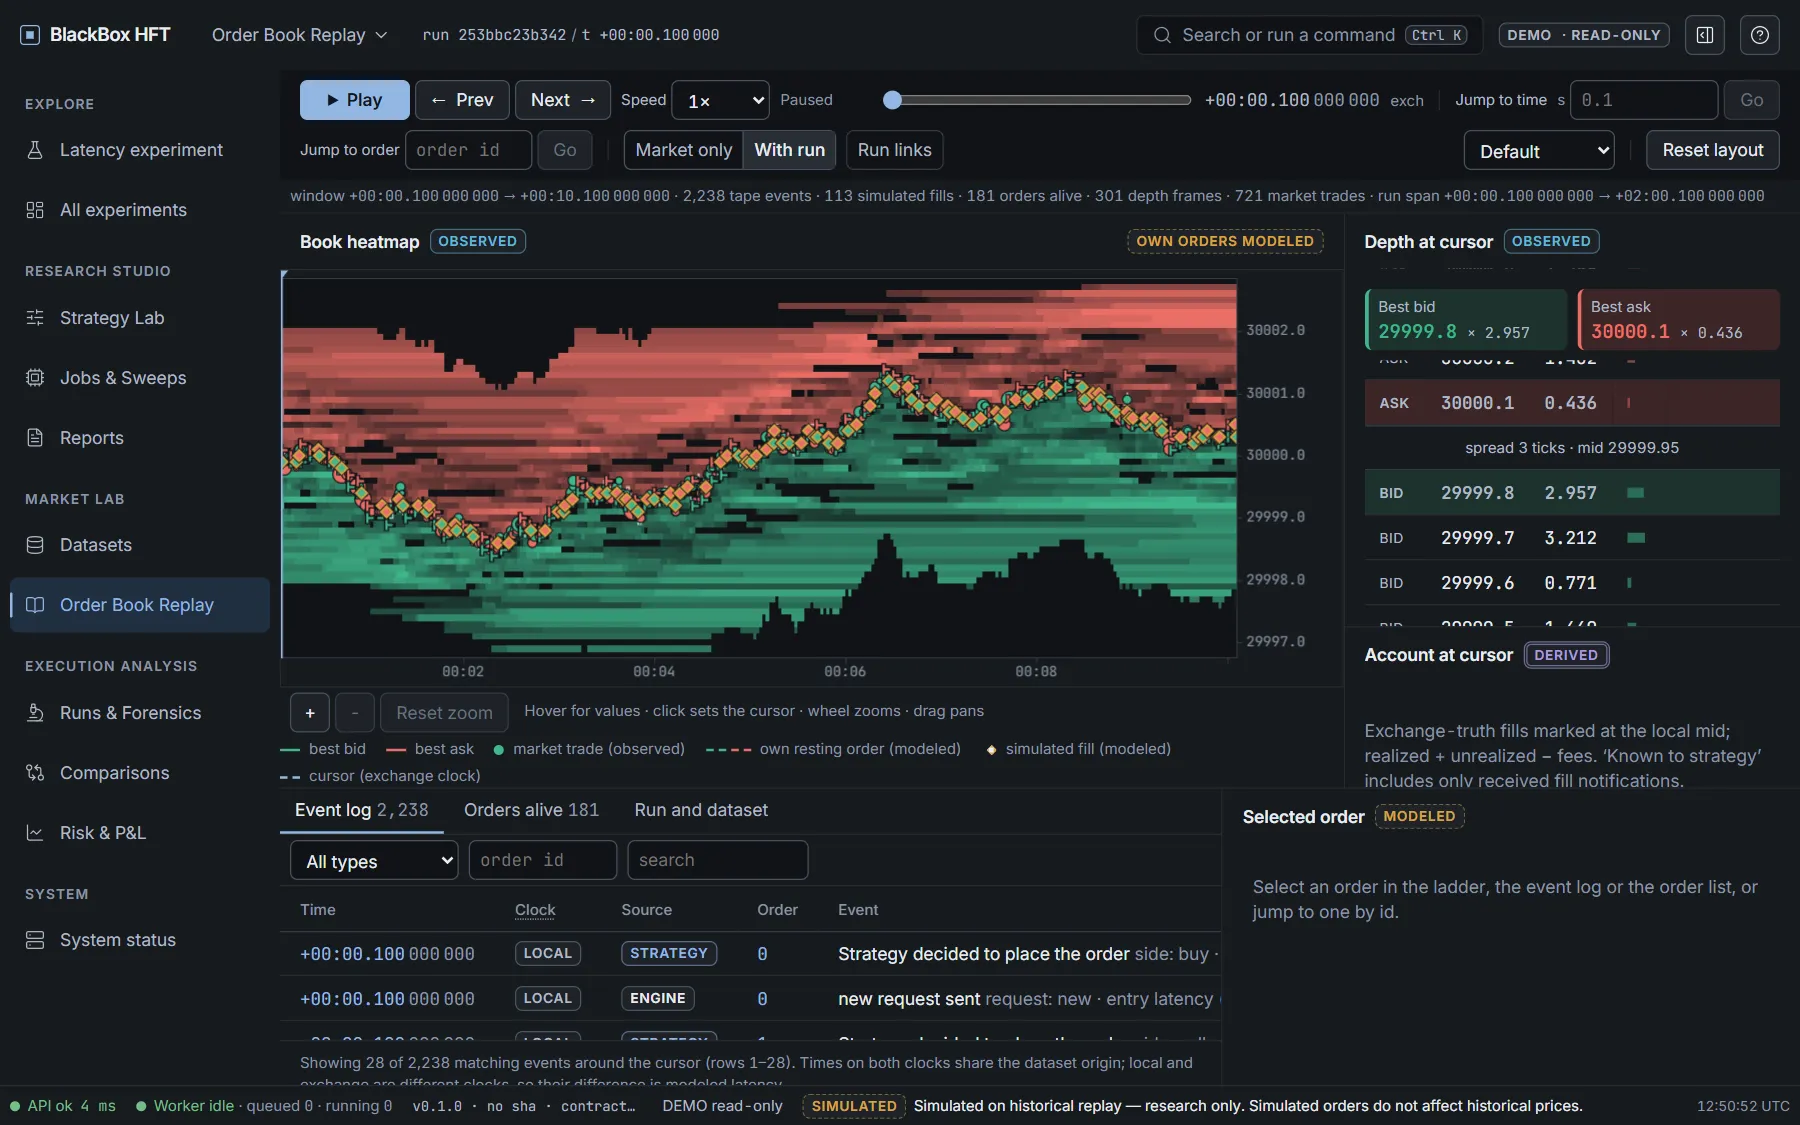 BlackBox HFT
Order Book Replay
run 253bbc23b342 / t +00:00.100 000
Search or run a command Ctrl K
DEMO · READ-ONLY
EXPLORE
Latency experiment
All experiments
RESEARCH STUDIO
Strategy Lab
Jobs & Sweeps
Reports
MARKET LAB
Datasets
Order Book Replay
EXECUTION ANALYSIS
Runs & Forensics
Comparisons
Risk & P&L
SYSTEM
System status
Play ← Prev Next → Speed 1× Paused +00:00.100 000 000 exch Jump to time s 0.1 Go
Jump to order order id Go Market only With run Run links Default Reset layout
window +00:00.100 000 000 → +00:10.100 000 000 · 2,238 tape events · 113 simulated fills · 181 orders alive · 301 depth frames · 721 market trades · run span +00:00.100 000 000 → +02:00.100 000 000
Book heatmap OBSERVED OWN ORDERS MODELED
30002.0
30001.0
30000.0
29999.0
29998.0
29997.0
00:02 00:04 00:06 00:08
+ - Reset zoom Hover for values · click sets the cursor · wheel zooms · drag pans
best bid best ask market trade (observed) own resting order (modeled) simulated fill (modeled)
cursor (exchange clock)
Depth at cursor OBSERVED
Best bid
29999.8 × 2.957
Best ask
30000.1 × 0.436
ASK 30000.1 0.436
spread 3 ticks · mid 29999.95
BID 29999.8 2.957
BID 29999.7 3.212
BID 29999.6 0.771
Account at cursor DERIVED
Exchange-truth fills marked at the local mid;
realized + unrealized − fees. ‘Known to strategy’
includes only received fill notifications.
Event log 2,238 Orders alive 181 Run and dataset
All types order id search
Time Clock Source Order Event
+00:00.100 000 000 LOCAL STRATEGY 0 Strategy decided to place the order side: buy ·
+00:00.100 000 000 LOCAL ENGINE 0 new request sent request: new · entry latency
Showing 28 of 2,238 matching events around the cursor (rows 1–28). Times on both clocks share the dataset origin; local and
exchange are different clocks, so their difference is modeled latency.
Selected order MODELED
Select an order in the ladder, the event log or the order list, or
jump to one by id.
API ok 4 ms Worker idle · queued 0 · running 0 v0.1.0 · no sha · contract… DEMO read-only SIMULATED Simulated on historical replay — research only. Simulated orders do not affect historical prices. 12:50:52 UTC